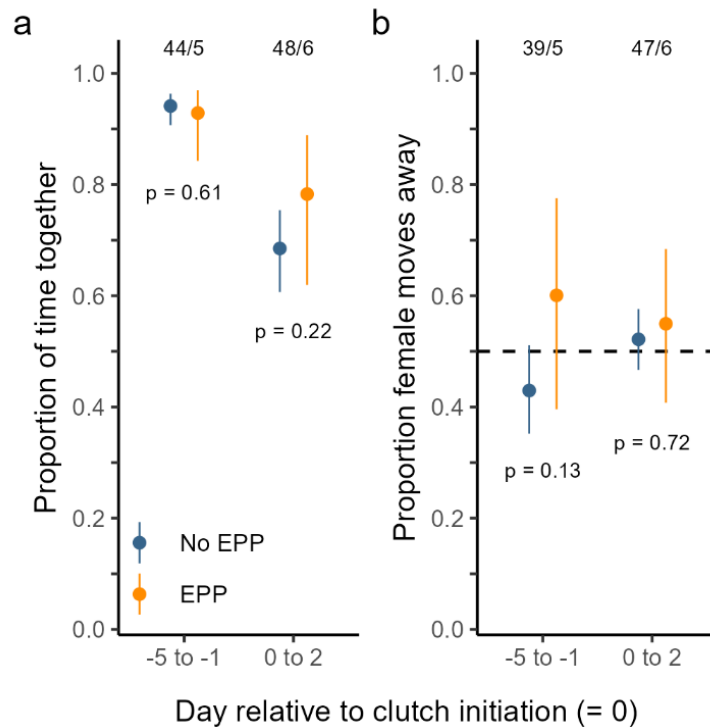 a
44/5 48/6
1.0
0.8
0.6
0.4
0.2
0.0
Proportion of time together
p = 0.61
p = 0.22
No EPP
EPP
-5 to -1 0 to 2
b
39/5 47/6
1.0
0.8
0.6
0.4
0.2
0.0
Proportion female moves away
p = 0.13
p = 0.72
-5 to -1 0 to 2
Day relative to clutch initiation (= 0)